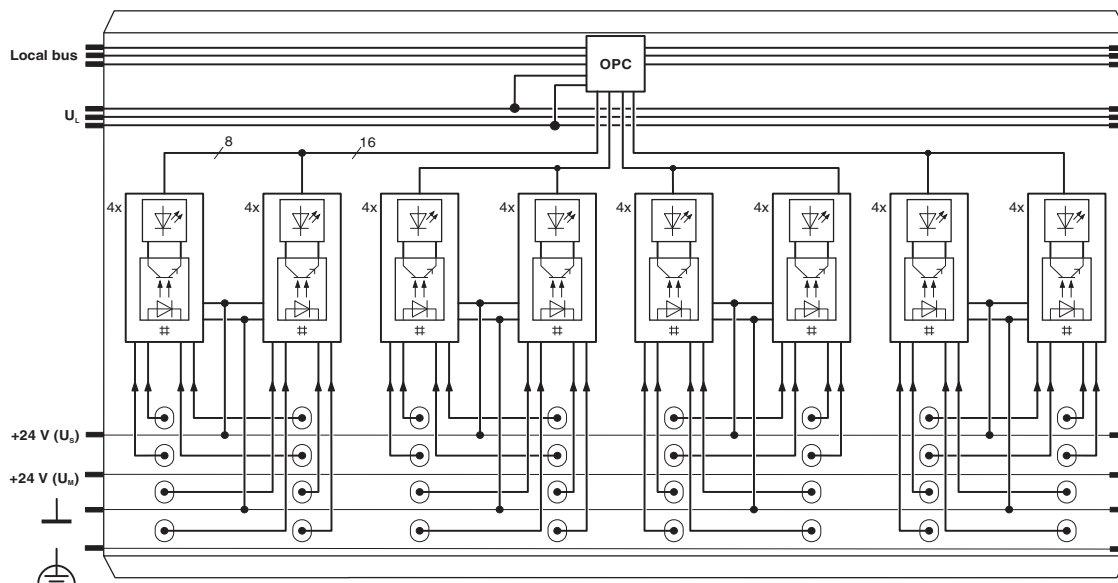 Local bus
OPC
U_L
8
16
4x
4x
4x
4x
4x
4x
4x
4x
#
#
#
#
#
#
#
#
+24 V (U_S)
+24 V (U_M)